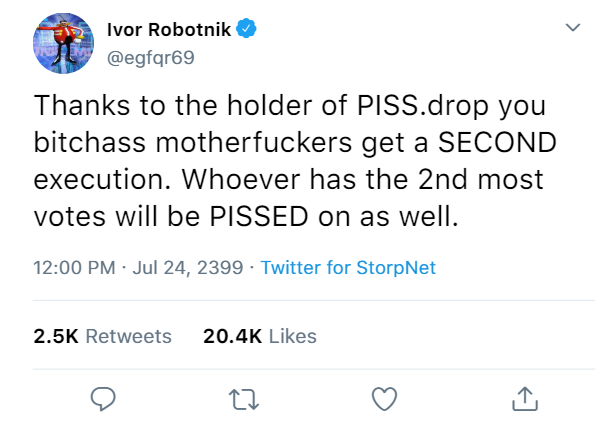 Ivor Robotnik
@egfqr69
Thanks to the holder of PISS.drop you
bitchass motherfuckers get a SECOND
execution. Whoever has the 2nd most
votes will be PISSED on as well.
12:00 PM · Jul 24, 2399 · Twitter for StorpNet
2.5K Retweets 20.4K Likes